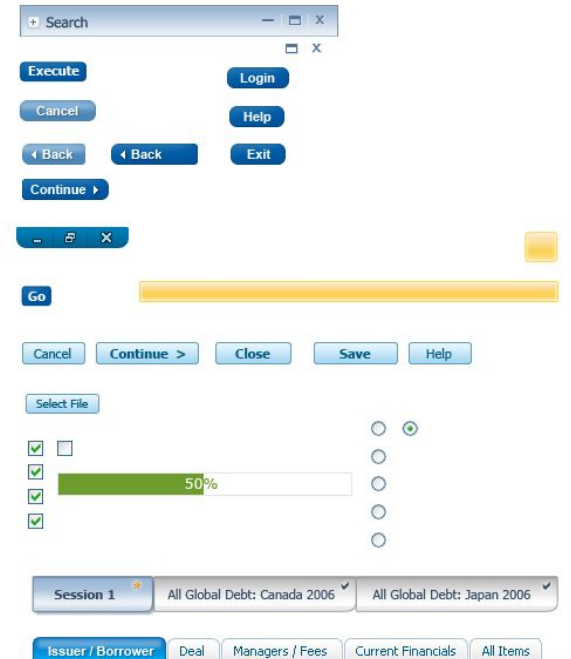 Search
Execute
Login
Cancel
Help
Back
Back
Exit
Continue
Go
Cancel
Continue >
Close
Save
Help
Select File
50%
Session 1
All Global Debt: Canada 2006
All Global Debt: Japan 2006
Issuer / Borrower
Deal
Managers / Fees
Current Financials
All Items